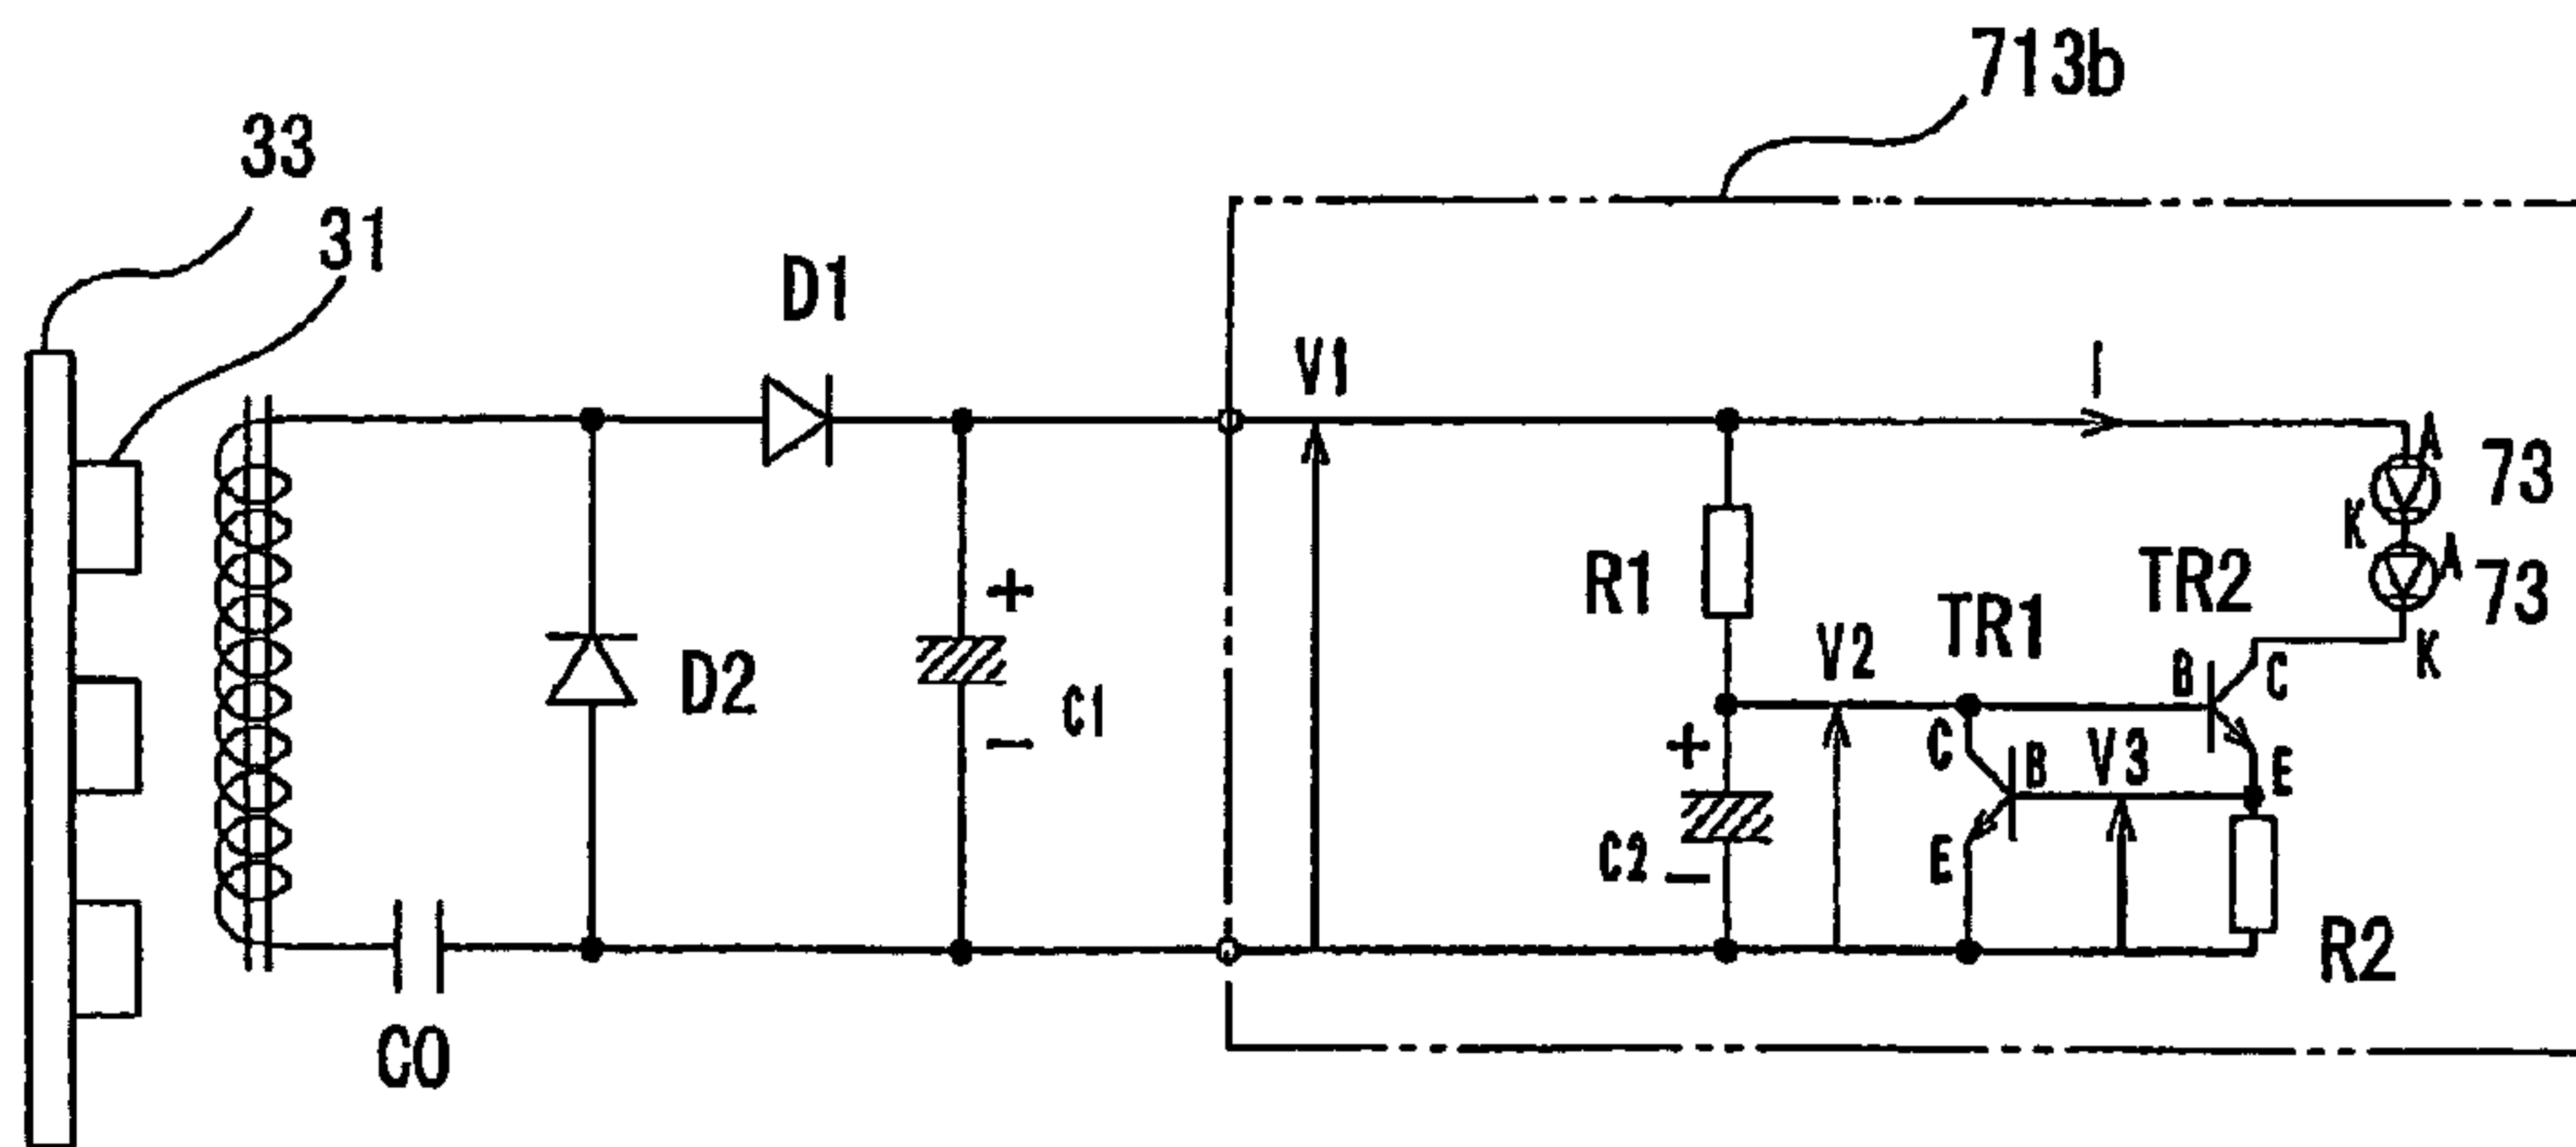 713b
33
31
D1
V1
I
A
73
K
A
73
K
R1
V2
TR1
TR2
B
C
D2
+
C1
−
+
C
B
V3
E
C2
−
E
R2
C0